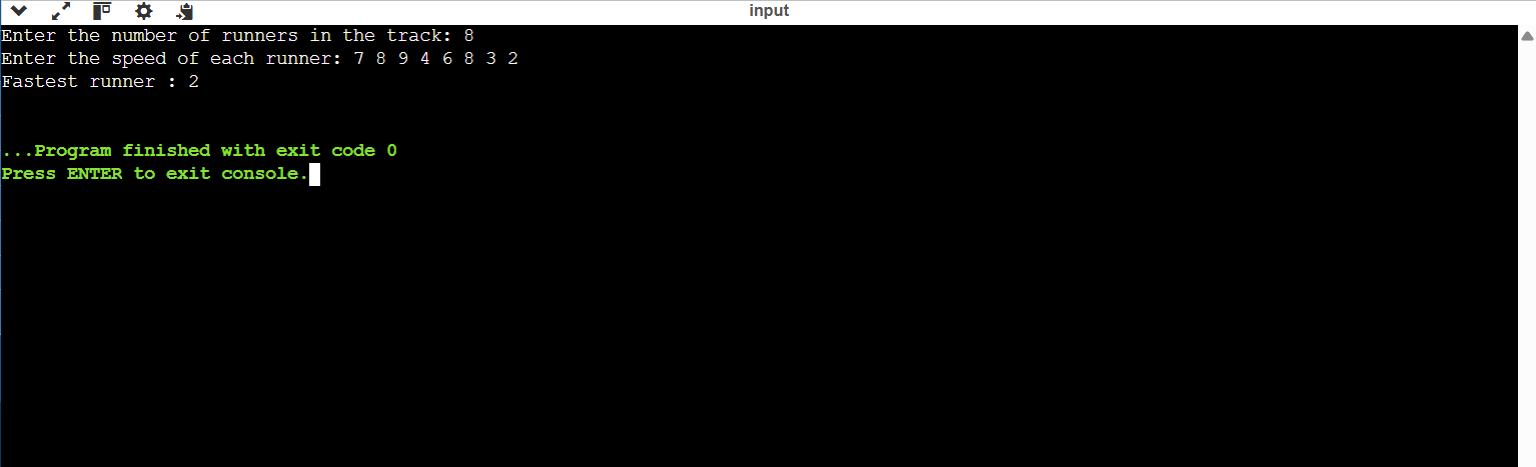 input
Enter the number of runners in the track: 8
Enter the speed of each runner: 7 8 9 4 6 8 3 2
Fastest runner : 2
...Program finished with exit code 0
Press ENTER to exit console.